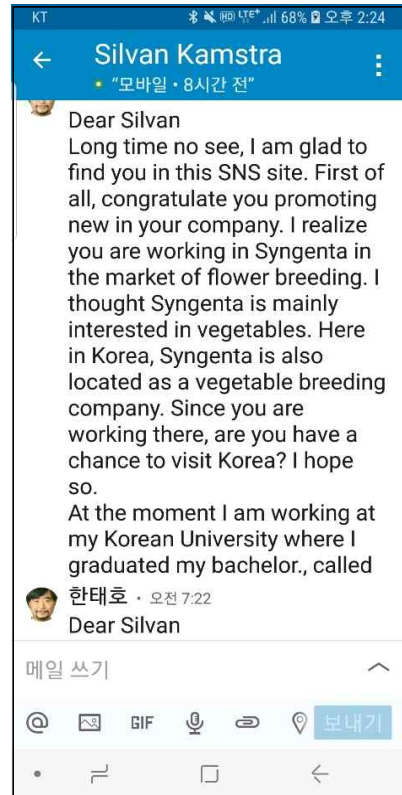 KT HD LTE+ 68% 오후 2:24
Silvan Kamstra
"모바일 • 8시간 전"
Dear Silvan
Long time no see, I am glad to
find you in this SNS site. First of
all, congratulate you promoting
new in your company. I realize
you are working in Syngenta in
the market of flower breeding. I
thought Syngenta is mainly
interested in vegetables. Here
in Korea, Syngenta is also
located as a vegetable breeding
company. Since you are
working there, are you have a
chance to visit Korea? I hope
so.
At the moment I am working at
my Korean University where I
graduated my bachelor., called
한태호 • 오전 7:22
Dear Silvan
메일 쓰기
@ GIF 보내기